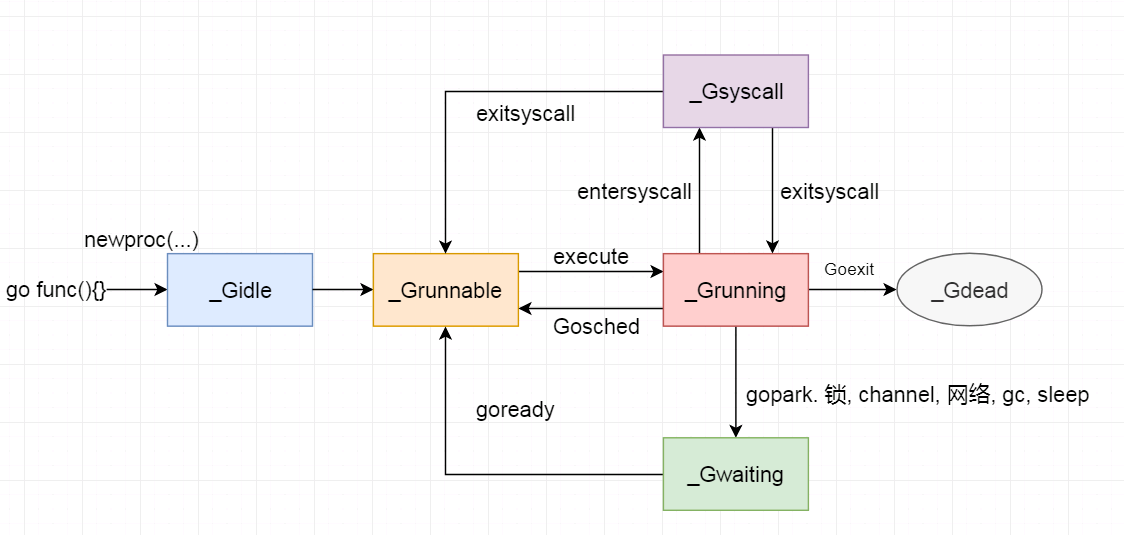 _Gsyscall
exitsyscall
entersyscall
exitsyscall
newproc(...)
go func(){}
_Gidle
_Grunnable
execute
Gosched
_Grunning
Goexit
_Gdead
gopark. 锁, channel, 网络, gc, sleep
goready
_Gwaiting